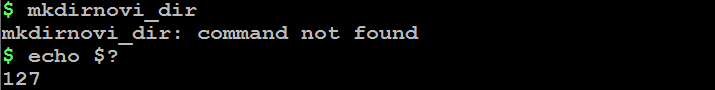 $ mkdirnovi_dir
mkdirnovi_dir: command not found
$ echo $?
127